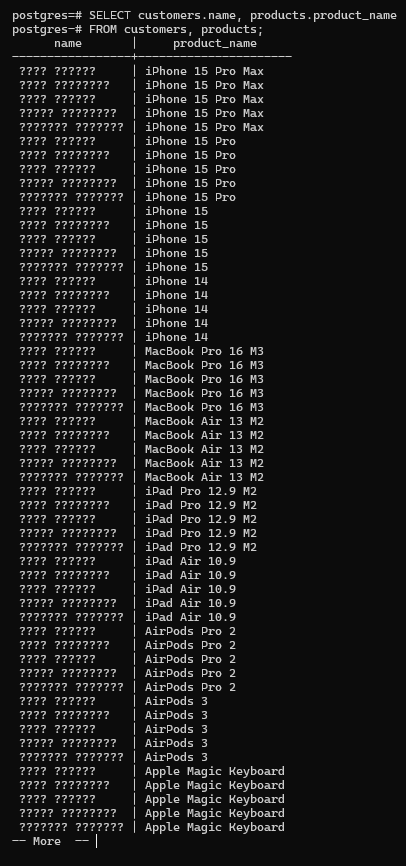 postgres=# SELECT customers.name, products.product_name
postgres=# FROM customers, products;
name | product_name
------------------+----------------------
???? ?????? | iPhone 15 Pro Max
???? ???????? | iPhone 15 Pro Max
???? ?????? | iPhone 15 Pro Max
????? ???????? | iPhone 15 Pro Max
??????? ??????? | iPhone 15 Pro Max
???? ?????? | iPhone 15 Pro
???? ???????? | iPhone 15 Pro
???? ?????? | iPhone 15 Pro
????? ???????? | iPhone 15 Pro
??????? ??????? | iPhone 15 Pro
???? ?????? | iPhone 15
???? ???????? | iPhone 15
???? ?????? | iPhone 15
????? ???????? | iPhone 15
??????? ??????? | iPhone 15
???? ?????? | iPhone 14
???? ???????? | iPhone 14
???? ?????? | iPhone 14
????? ???????? | iPhone 14
??????? ??????? | iPhone 14
???? ?????? | MacBook Pro 16 M3
???? ???????? | MacBook Pro 16 M3
???? ?????? | MacBook Pro 16 M3
????? ???????? | MacBook Pro 16 M3
??????? ??????? | MacBook Pro 16 M3
???? ?????? | MacBook Air 13 M2
???? ???????? | MacBook Air 13 M2
???? ?????? | MacBook Air 13 M2
????? ???????? | MacBook Air 13 M2
??????? ??????? | MacBook Air 13 M2
???? ?????? | iPad Pro 12.9 M2
???? ???????? | iPad Pro 12.9 M2
???? ?????? | iPad Pro 12.9 M2
????? ???????? | iPad Pro 12.9 M2
??????? ??????? | iPad Pro 12.9 M2
???? ?????? | iPad Air 10.9
???? ???????? | iPad Air 10.9
???? ?????? | iPad Air 10.9
????? ???????? | iPad Air 10.9
??????? ??????? | iPad Air 10.9
???? ?????? | AirPods Pro 2
???? ???????? | AirPods Pro 2
???? ?????? | AirPods Pro 2
????? ???????? | AirPods Pro 2
??????? ??????? | AirPods Pro 2
???? ?????? | AirPods 3
???? ???????? | AirPods 3
???? ?????? | AirPods 3
????? ???????? | AirPods 3
??????? ??????? | AirPods 3
???? ?????? | Apple Magic Keyboard
???? ???????? | Apple Magic Keyboard
???? ?????? | Apple Magic Keyboard
????? ???????? | Apple Magic Keyboard
??????? ??????? | Apple Magic Keyboard
-- More --